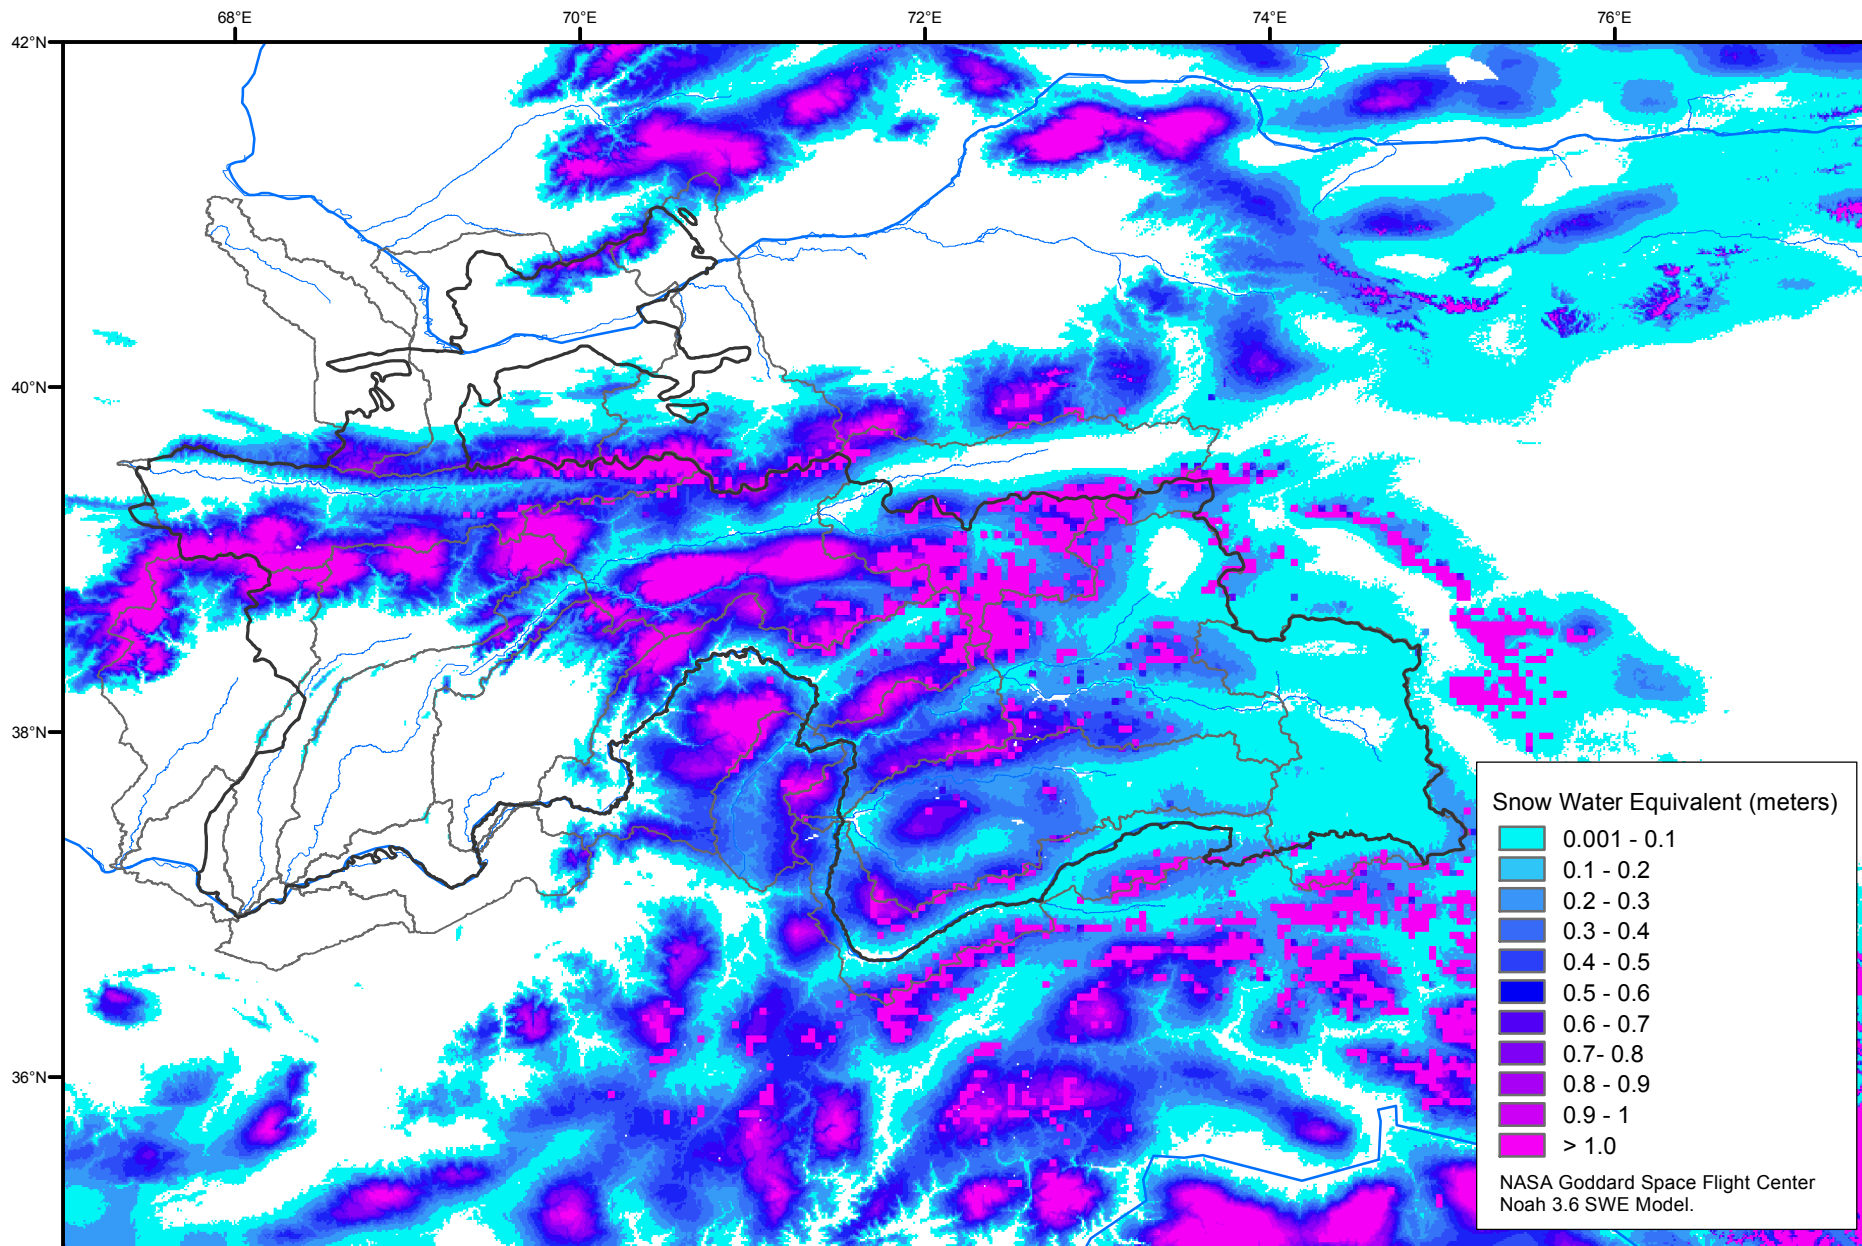 68°E
70°E
72°E
74°E
76°E
42°N
40°N
38°N
36°N
Snow Water Equivalent (meters)
0.001 - 0.1
0.1 - 0.2
0.2 - 0.3
0.3 - 0.4
0.4 - 0.5
0.5 - 0.6
0.6 - 0.7
0.7- 0.8
0.8 - 0.9
0.9 - 1
> 1.0
NASA Goddard Space Flight Center
Noah 3.6 SWE Model.